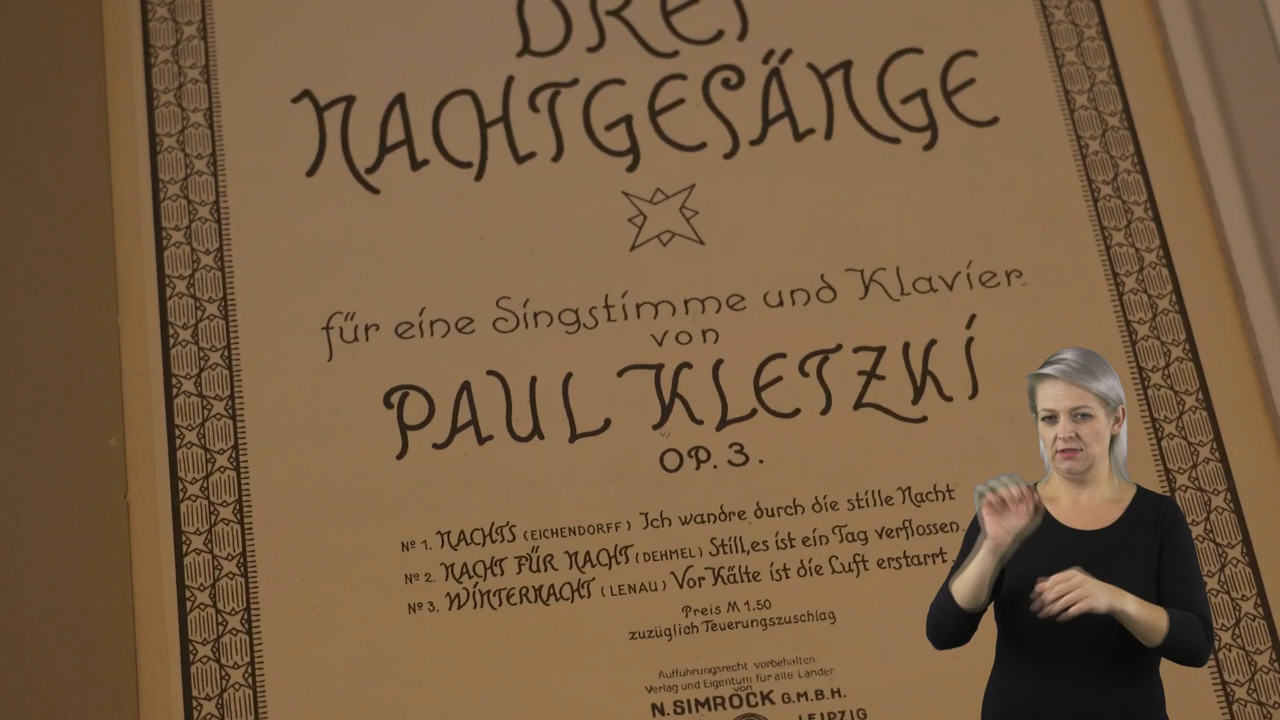 DREI
NACHTGESÄNGE
für eine Singstimme und Klavier
von
PAUL KLETZKI
OP. 3.
Nº 1. NACHTS (EICHENDORFF) Ich wandre durch die stille Nacht
Nº 2. NACHT FÜR NACHT (DEHMEL) Still, es ist ein Tag verflossen.
Nº 3. WINTERNACHT (LENAU) Vor Kälte ist die Luft erstarrt.
Preis M 1.50
zuzüglich Teuerungszuschlag
Aufführungsrecht vorbehalten
Verlag und Eigentum für alle Länder
von
N. SIMROCK G.M.B.H.
LEIPZIG